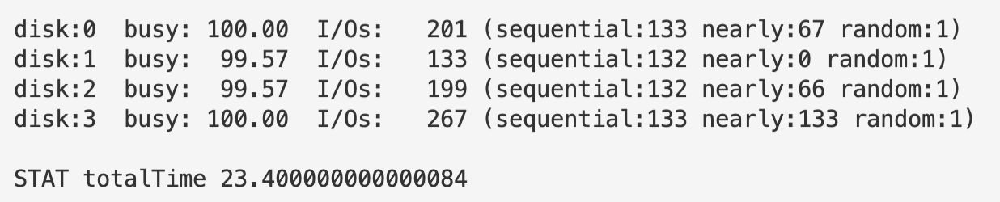 disk:0  busy: 100.00  I/Os:   201 (sequential:133 nearly:67 random:1)
disk:1  busy:  99.57  I/Os:   133 (sequential:132 nearly:0 random:1)
disk:2  busy:  99.57  I/Os:   199 (sequential:132 nearly:66 random:1)
disk:3  busy: 100.00  I/Os:   267 (sequential:133 nearly:133 random:1)

STAT totalTime 23.400000000000084